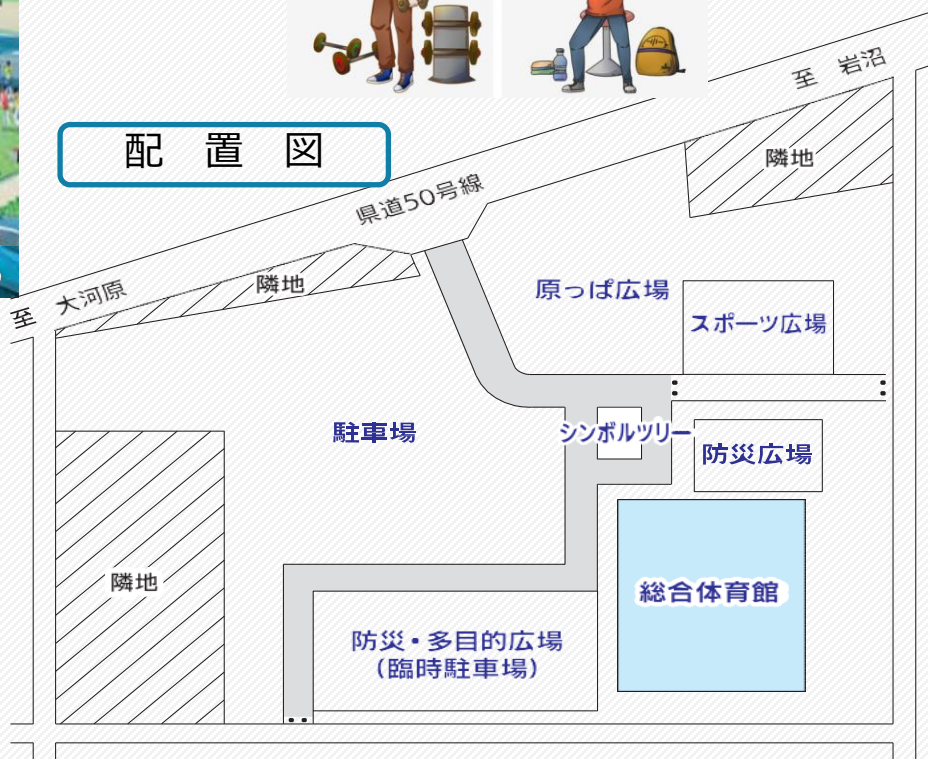 配置図
至 岩沼
隣地
県道50号線
隣地
至 大河原
原っぱ広場
スポーツ広場
駐車場
シンボルツリー
防災広場
隣地
総合体育館
防災・多目的広場
（臨時駐車場）